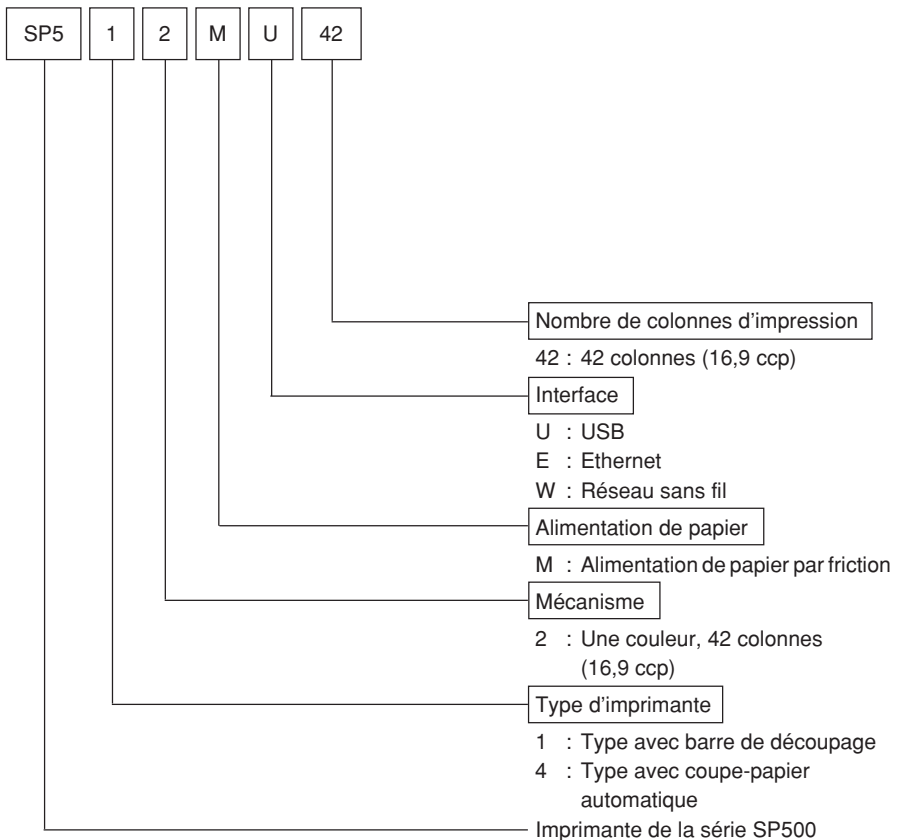 SP5 1 2 M U 42
Nombre de colonnes d'impression
42 : 42 colonnes (16,9 ccp)
Interface
U : USB
E : Ethernet
W : Réseau sans fil
Alimentation de papier
M : Alimentation de papier par friction
Mécanisme
2 : Une couleur, 42 colonnes
(16,9 ccp)
Type d'imprimante
1 : Type avec barre de découpage
4 : Type avec coupe-papier
automatique
Imprimante de la série SP500